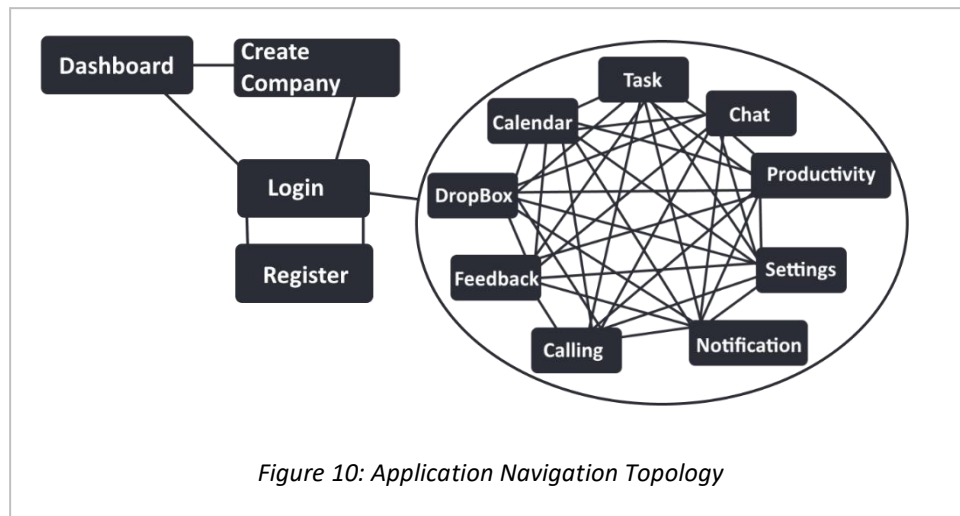 Dashboard
Create
Company
Login
Register
Task
Chat
Calendar
Productivity
DropBox
Settings
Feedback
Notification
Calling
Figure 10: Application Navigation Topology